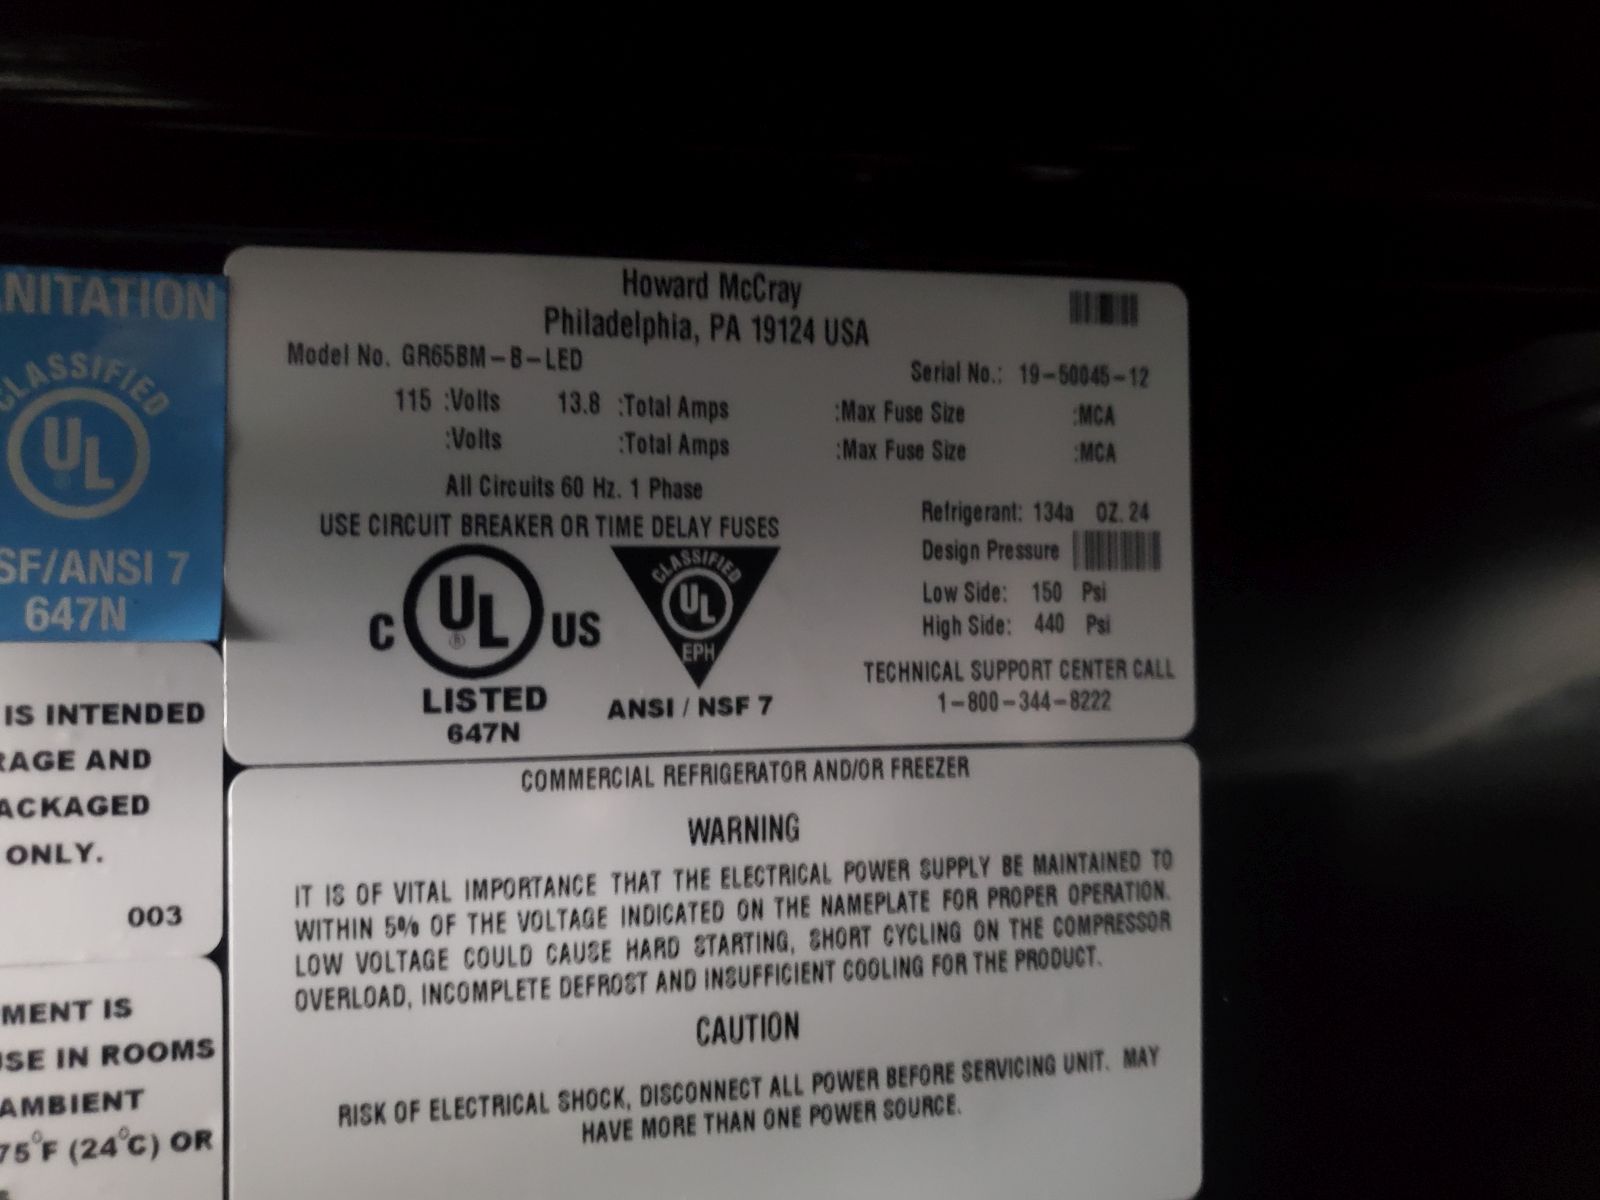 NITATION
CLASSIFIED
UL
SF/ANSI 7
647N
IS INTENDED
RAGE AND
ACKAGED
ONLY.
003
MENT IS
SE IN ROOMS
AMBIENT
75°F (24°C) OR
Howard McCray
Philadelphia, PA 19124 USA
Model No. GR65BM-B-LED
Serial No.: 19-50045-12
115 :Volts 13.8 :Total Amps :Max Fuse Size :MCA
:Volts :Total Amps :Max Fuse Size :MCA
All Circuits 60 Hz. 1 Phase
USE CIRCUIT BREAKER OR TIME DELAY FUSES
Refrigerant: 134a OZ. 24
Design Pressure
Low Side: 150 Psi
High Side: 440 Psi
C UL ® US
LISTED
647N
CLASSIFIED
UL
EPH
ANSI / NSF 7
TECHNICAL SUPPORT CENTER CALL
1-800-344-8222
COMMERCIAL REFRIGERATOR AND/OR FREEZER
WARNING
IT IS OF VITAL IMPORTANCE THAT THE ELECTRICAL POWER SUPPLY BE MAINTAINED TO
WITHIN 5% OF THE VOLTAGE INDICATED ON THE NAMEPLATE FOR PROPER OPERATION.
LOW VOLTAGE COULD CAUSE HARD STARTING, SHORT CYCLING ON THE COMPRESSOR
OVERLOAD, INCOMPLETE DEFROST AND INSUFFICIENT COOLING FOR THE PRODUCT.
CAUTION
RISK OF ELECTRICAL SHOCK, DISCONNECT ALL POWER BEFORE SERVICING UNIT. MAY
HAVE MORE THAN ONE POWER SOURCE.